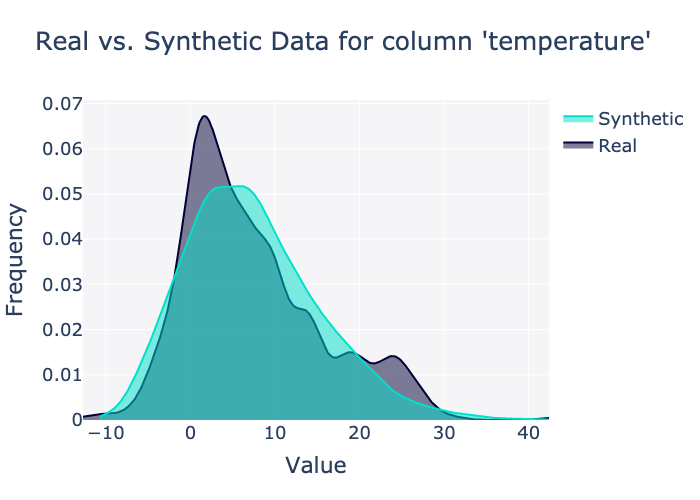 Real vs. Synthetic Data for column 'temperature'
Synthetic
Real
0.07
0.06
0.05
0.04
0.03
0.02
0.01
0
−10
0
10
20
30
40
Frequency
Value